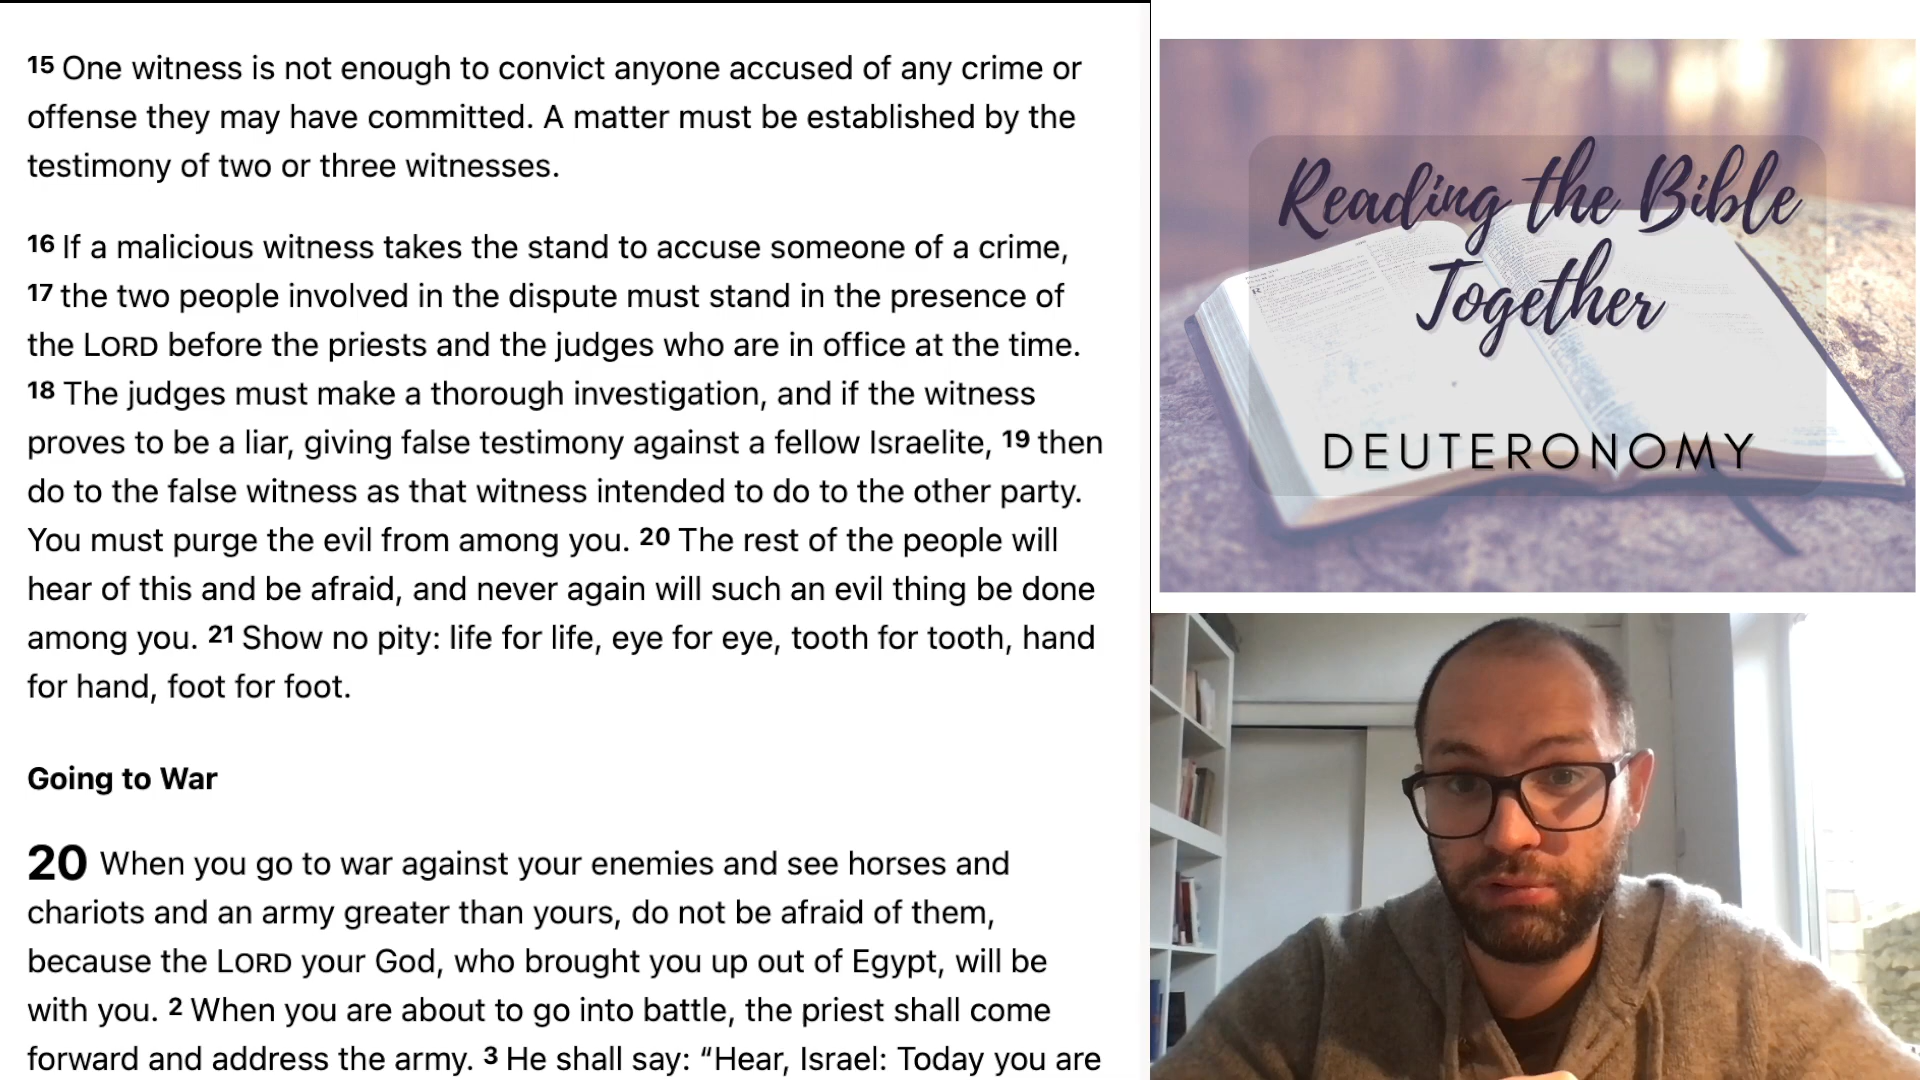 15 One witness is not enough to convict anyone accused of any crime or
offense they may have committed. A matter must be established by the
testimony of two or three witnesses.
16 If a malicious witness takes the stand to accuse someone of a crime,
17 the two people involved in the dispute must stand in the presence of
the LORD before the priests and the judges who are in office at the time.
18 The judges must make a thorough investigation, and if the witness
proves to be a liar, giving false testimony against a fellow Israelite, 19 then
do to the false witness as that witness intended to do to the other party.
You must purge the evil from among you. 20 The rest of the people will
hear of this and be afraid, and never again will such an evil thing be done
among you. 21 Show no pity: life for life, eye for eye, tooth for tooth, hand
for hand, foot for foot.
Going to War
20 When you go to war against your enemies and see horses and
chariots and an army greater than yours, do not be afraid of them,
because the LORD your God, who brought you up out of Egypt, will be
with you. 2 When you are about to go into battle, the priest shall come
forward and address the army. 3 He shall say: “Hear, Israel: Today you are
Reading the Bible
Together
DEUTERONOMY